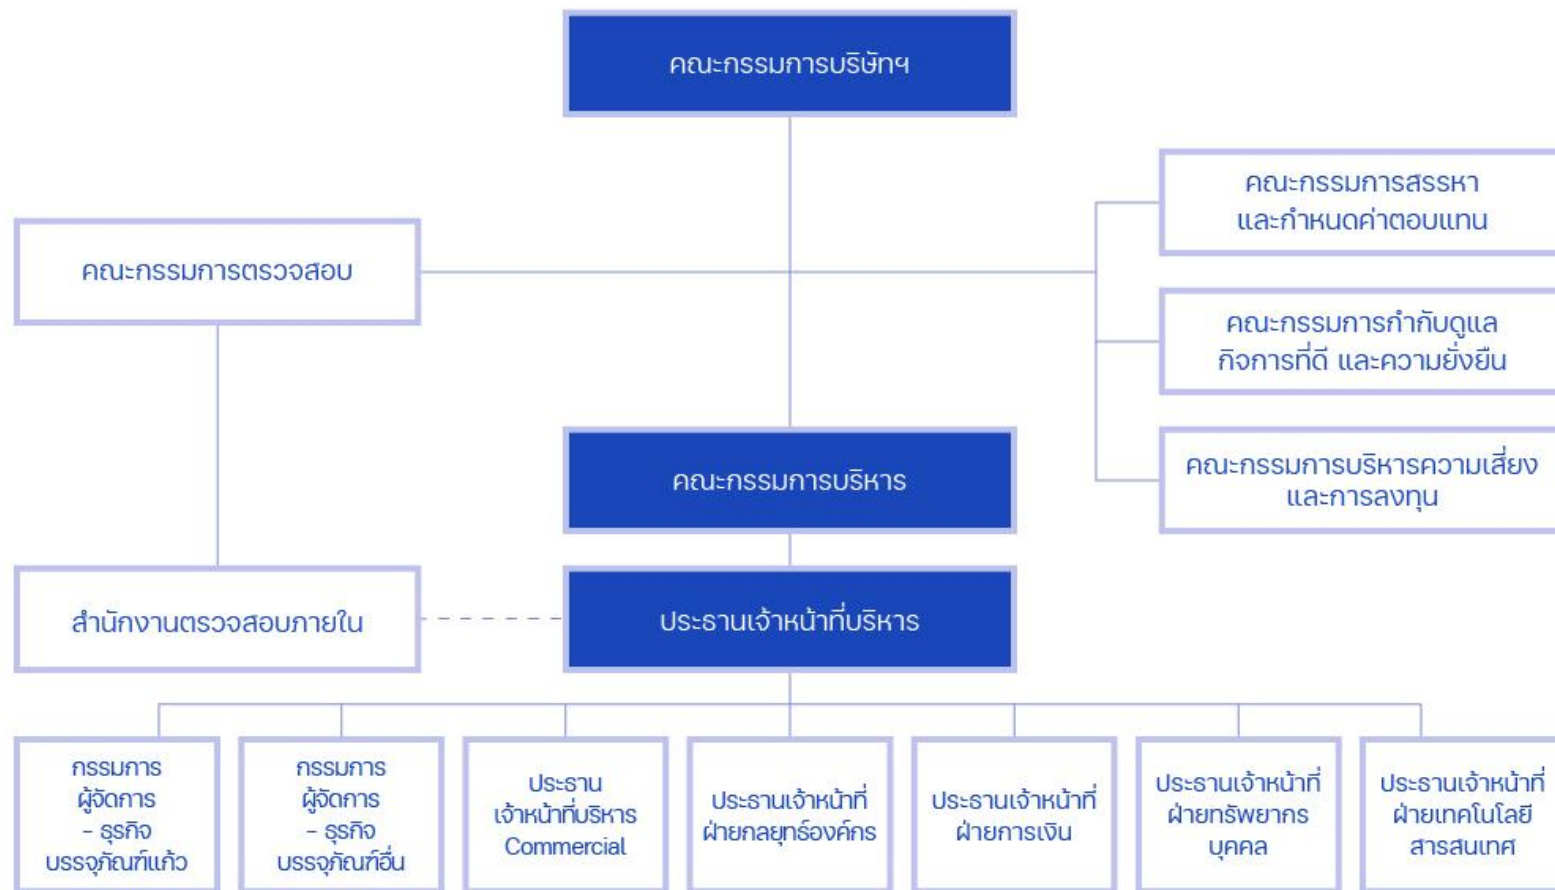 คณะกรรมการบริษัทฯ
คณะกรรมการสรรหา
และกำหนดค่าตอบแทน
คณะกรรมการตรวจสอบ
คณะกรรมการกำกับดูแล
กิจการที่ดี และความยั่งยืน
คณะกรรมการบริหาร
คณะกรรมการบริหารความเสี่ยง
และการลงทุน
สำนักงานตรวจสอบภายใน
ประธานเจ้าหน้าที่บริหาร
กรรมการ
ผู้จัดการ
- ธุรกิจ
บรรจุภัณฑ์แก้ว
กรรมการ
ผู้จัดการ
- ธุรกิจ
บรรจุภัณฑ์อื่น
ประธาน
เจ้าหน้าที่บริหาร
Commercial
ประธานเจ้าหน้าที่
ฝ่ายกลยุทธ์องค์กร
ประธานเจ้าหน้าที่
ฝ่ายการเงิน
ประธานเจ้าหน้าที่
ฝ่ายทรัพยากร
บุคคล
ประธานเจ้าหน้าที่
ฝ่ายเทคโนโลยี
สารสนเทศ